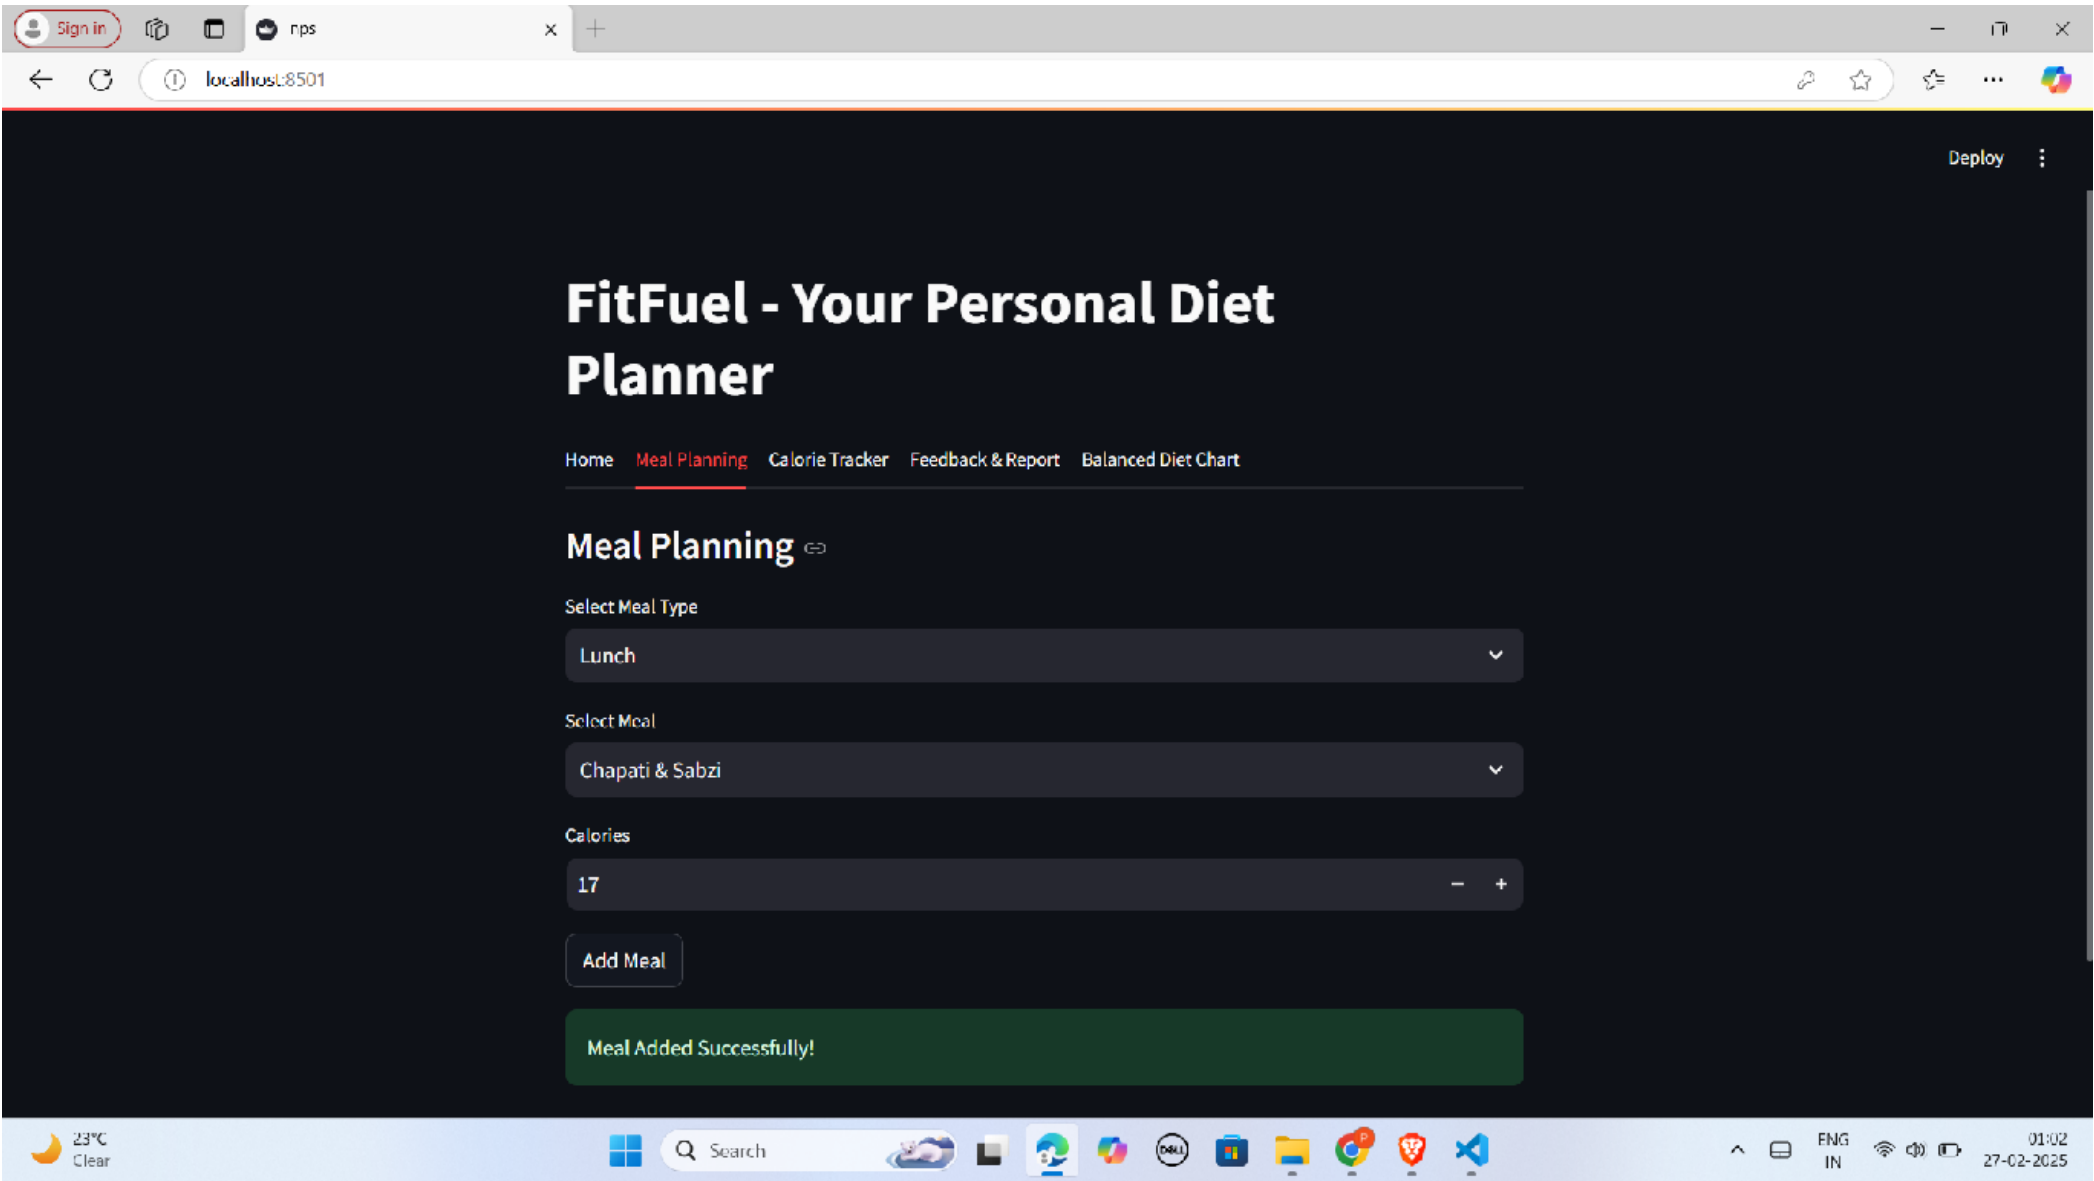 Sign in
nps
localhost:8501
Deploy
FitFuel - Your Personal Diet
Planner
Home Meal Planning Calorie Tracker Feedback & Report Balanced Diet Chart
Meal Planning
Select Meal Type
Lunch
Select Meal
Chapati & Sabzi
Calories
17
Add Meal
Meal Added Successfully!
23°C
Clear
Search
DELL
P
ENG
IN
01:02
27-02-2025